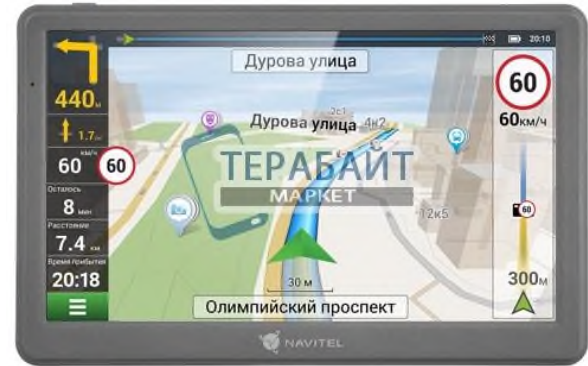 20:10
440м
1.7км
км/ч
60
60
Осталось
8 мин
Расстояние
7.4 км
Время прибытия
20:18
Дурова улица
2с1
Дурова улица 4к2
ТЕРАБАЙТ
МАРКЕТ
12к5
30 м
Олимпийский проспект
60
60км/ч
60
300м
NAVITEL